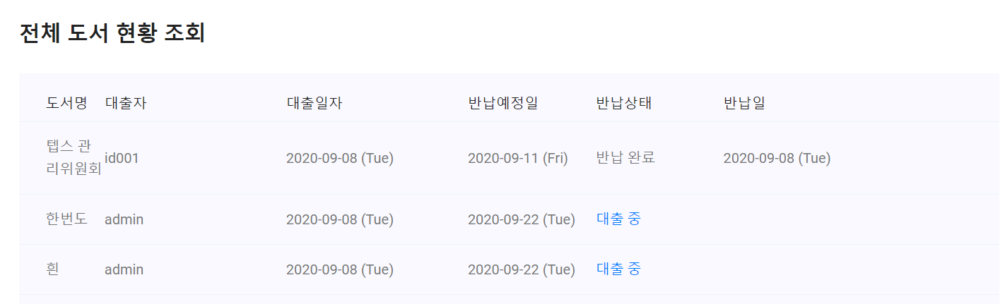 전체 도서 현황 조회
도서명 대출자 대출일자 반납예정일 반납상태 반납일
텝스 관
리위원회 id001 2020-09-08 (Tue) 2020-09-11 (Fri) 반납 완료 2020-09-08 (Tue)
한번도 admin 2020-09-08 (Tue) 2020-09-22 (Tue) 대출 중
흰 admin 2020-09-08 (Tue) 2020-09-22 (Tue) 대출 중